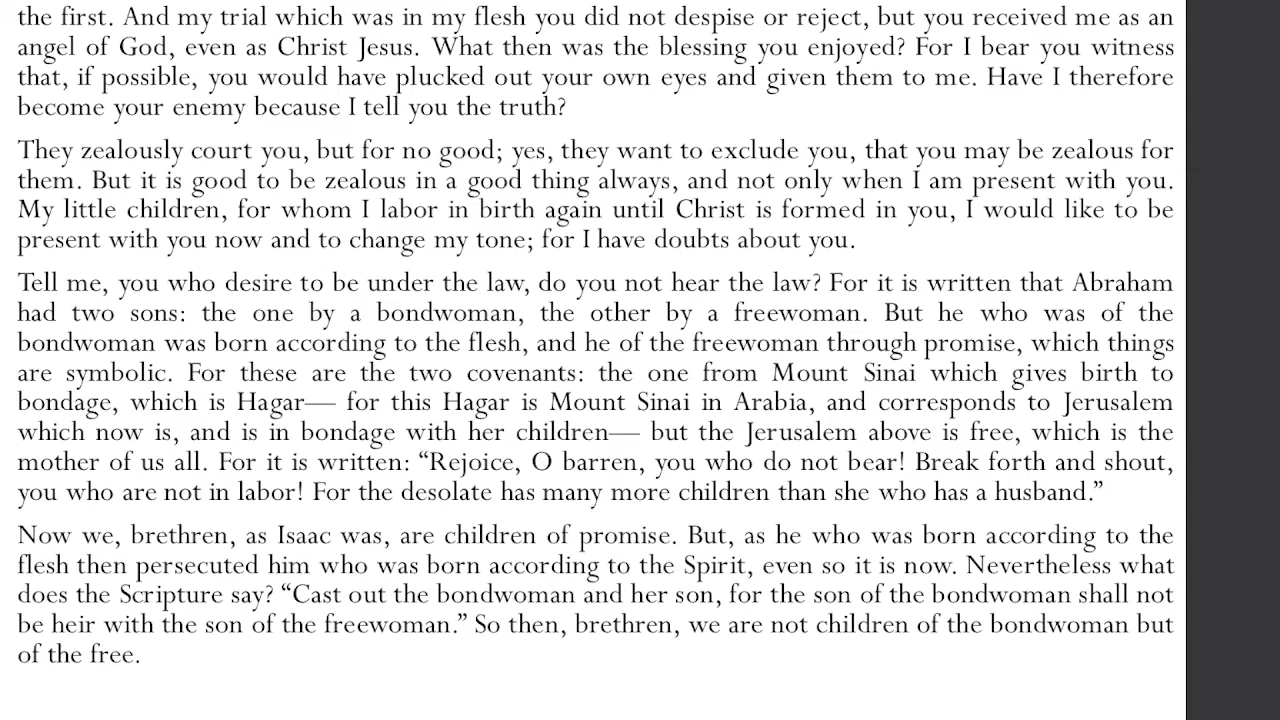 the first. And my trial which was in my flesh you did not despise or reject, but you received me as an
angel of God, even as Christ Jesus. What then was the blessing you enjoyed? For I bear you witness
that, if possible, you would have plucked out your own eyes and given them to me. Have I therefore
become your enemy because I tell you the truth?
They zealously court you, but for no good; yes, they want to exclude you, that you may be zealous for
them. But it is good to be zealous in a good thing always, and not only when I am present with you.
My little children, for whom I labor in birth again until Christ is formed in you, I would like to be
present with you now and to change my tone; for I have doubts about you.
Tell me, you who desire to be under the law, do you not hear the law? For it is written that Abraham
had two sons: the one by a bondwoman, the other by a freewoman. But he who was of the
bondwoman was born according to the flesh, and he of the freewoman through promise, which things
are symbolic. For these are the two covenants: the one from Mount Sinai which gives birth to
bondage, which is Hagar— for this Hagar is Mount Sinai in Arabia, and corresponds to Jerusalem
which now is, and is in bondage with her children— but the Jerusalem above is free, which is the
mother of us all. For it is written: “Rejoice, O barren, you who do not bear! Break forth and shout,
you who are not in labor! For the desolate has many more children than she who has a husband.”
Now we, brethren, as Isaac was, are children of promise. But, as he who was born according to the
flesh then persecuted him who was born according to the Spirit, even so it is now. Nevertheless what
does the Scripture say? “Cast out the bondwoman and her son, for the son of the bondwoman shall not
be heir with the son of the freewoman.” So then, brethren, we are not children of the bondwoman but
of the free.